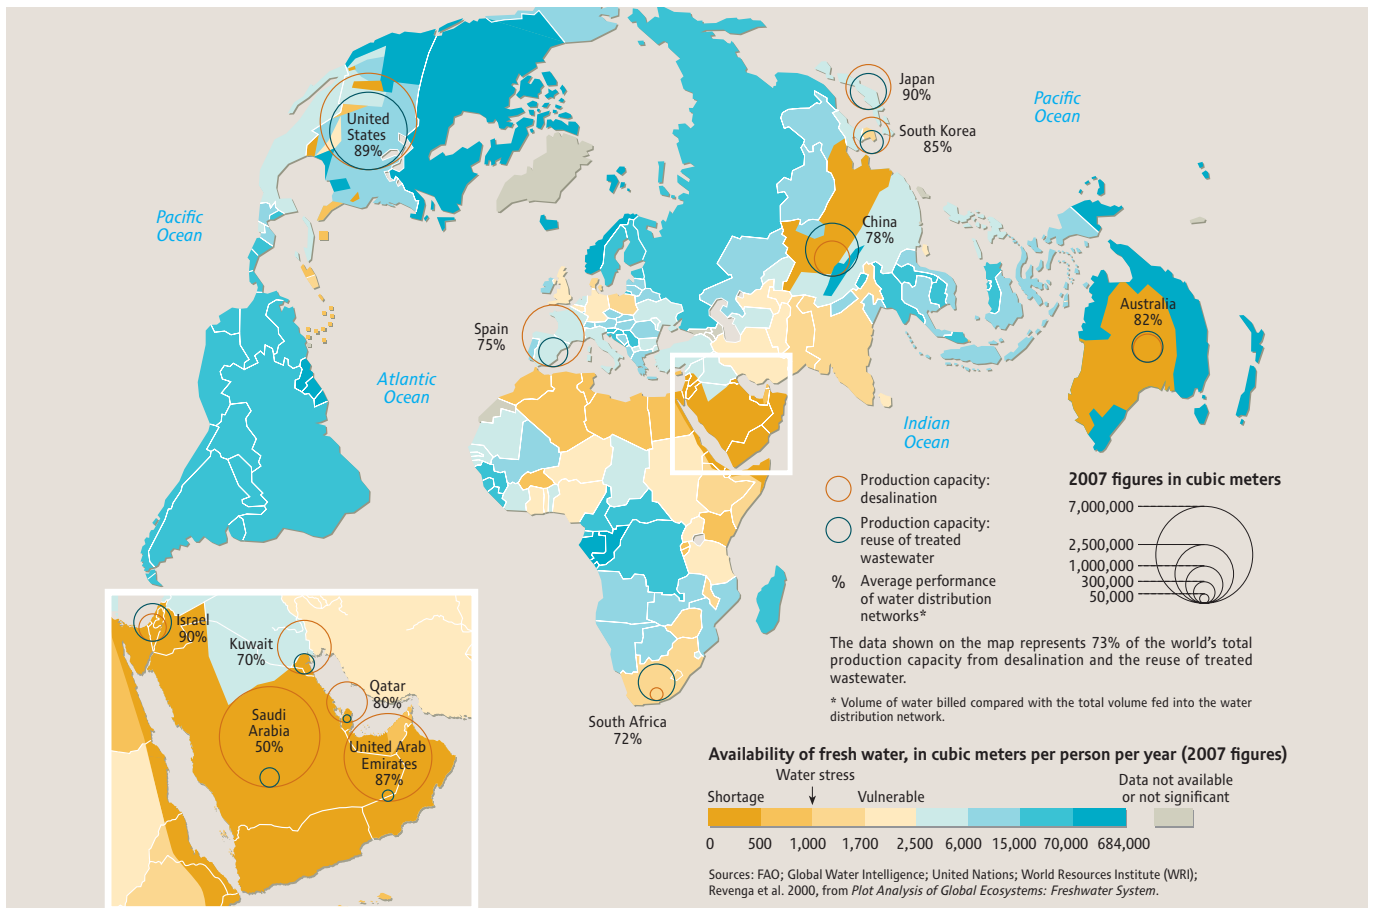 Japan
90%
Pacific
Ocean
United
States
89%
South Korea
85%
Pacific
Ocean
China
78%
Australia
82%
Spain
75%
Atlantic
Ocean
Indian
Ocean
Production capacity:
desalination
Production capacity:
reuse of treated
wastewater
% Average performance
of water distribution
networks*
2007 figures in cubic meters
7,000,000
2,500,000
1,000,000
300,000
50,000
The data shown on the map represents 73% of the world's total
production capacity from desalination and the reuse of treated
wastewater.
* Volume of water billed compared with the total volume fed into the water
distribution network.
Israel
90%
Kuwait
70%
Qatar
80%
Saudi
Arabia
50%
United Arab
Emirates
87%
South Africa
72%
Availability of fresh water, in cubic meters per person per year (2007 figures)
Water stress
Data not available
or not significant
Shortage
Vulnerable
0 500 1,000 1,700 2,500 6,000 15,000 70,000 684,000
Sources: FAO; Global Water Intelligence; United Nations; World Resources Institute (WRI);
Revenga et al. 2000, from Plot Analysis of Global Ecosystems: Freshwater System.